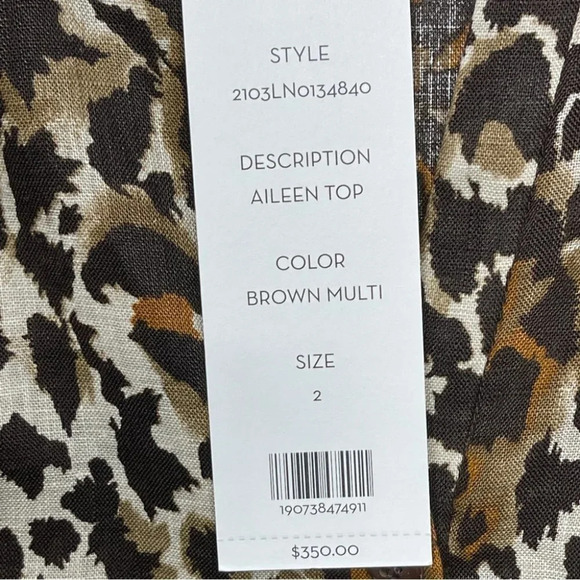 STYLE
2103LN0134840
DESCRIPTION
AILEEN TOP
COLOR
BROWN MULTI
SIZE
2
190738474911
$350.00